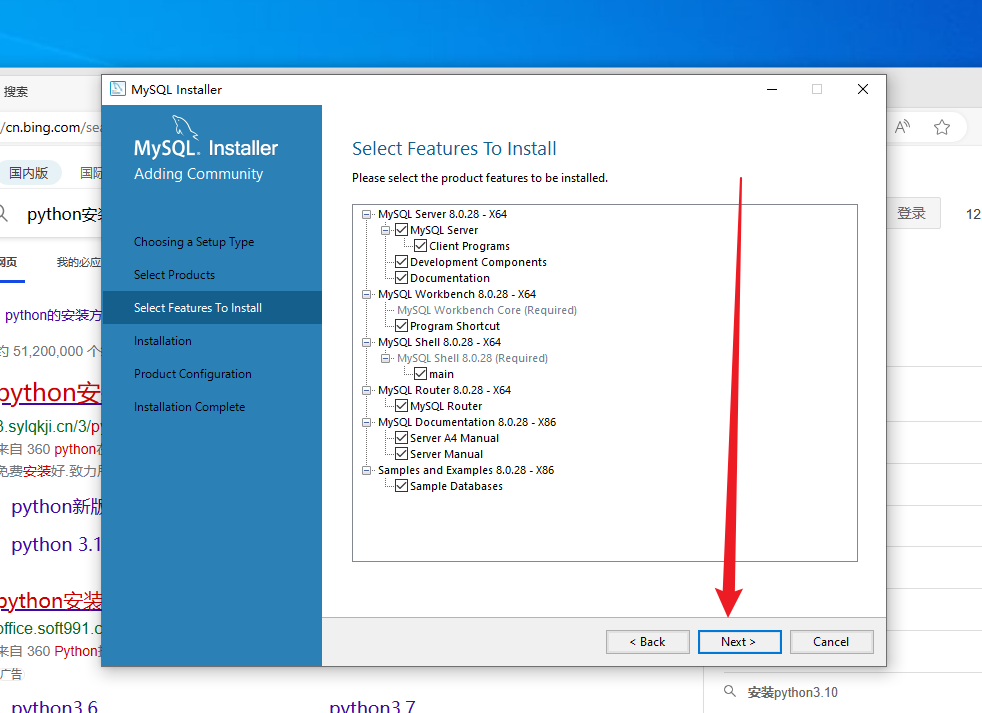 MySQL Installer
搜索
/cn.bing.com/sea
国内版
国际
python安装
登录
12
网页
我的必应
python的安装方
约 51,200,000 个
python安
3.sylqkji.cn/3/py
来自 360 python在
免费安装好.致力
python新版
python 3.1
python安装
office.soft991.c
来自 360 Python
广告
python3.6
python3.7
安装python3.10
MySQL. Installer
Adding Community
Choosing a Setup Type
Select Products
Select Features To Install
Installation
Product Configuration
Installation Complete
Select Features To Install
Please select the product features to be installed.
MySQL Server 8.0.28 - X64
MySQL Server
Client Programs
Development Components
Documentation
MySQL Workbench 8.0.28 - X64
MySQL Workbench Core (Required)
Program Shortcut
MySQL Shell 8.0.28 - X64
MySQL Shell 8.0.28 (Required)
main
MySQL Router 8.0.28 - X64
MySQL Router
MySQL Documentation 8.0.28 - X86
Server A4 Manual
Server Manual
Samples and Examples 8.0.28 - X86
Sample Databases
< Back
Next >
Cancel